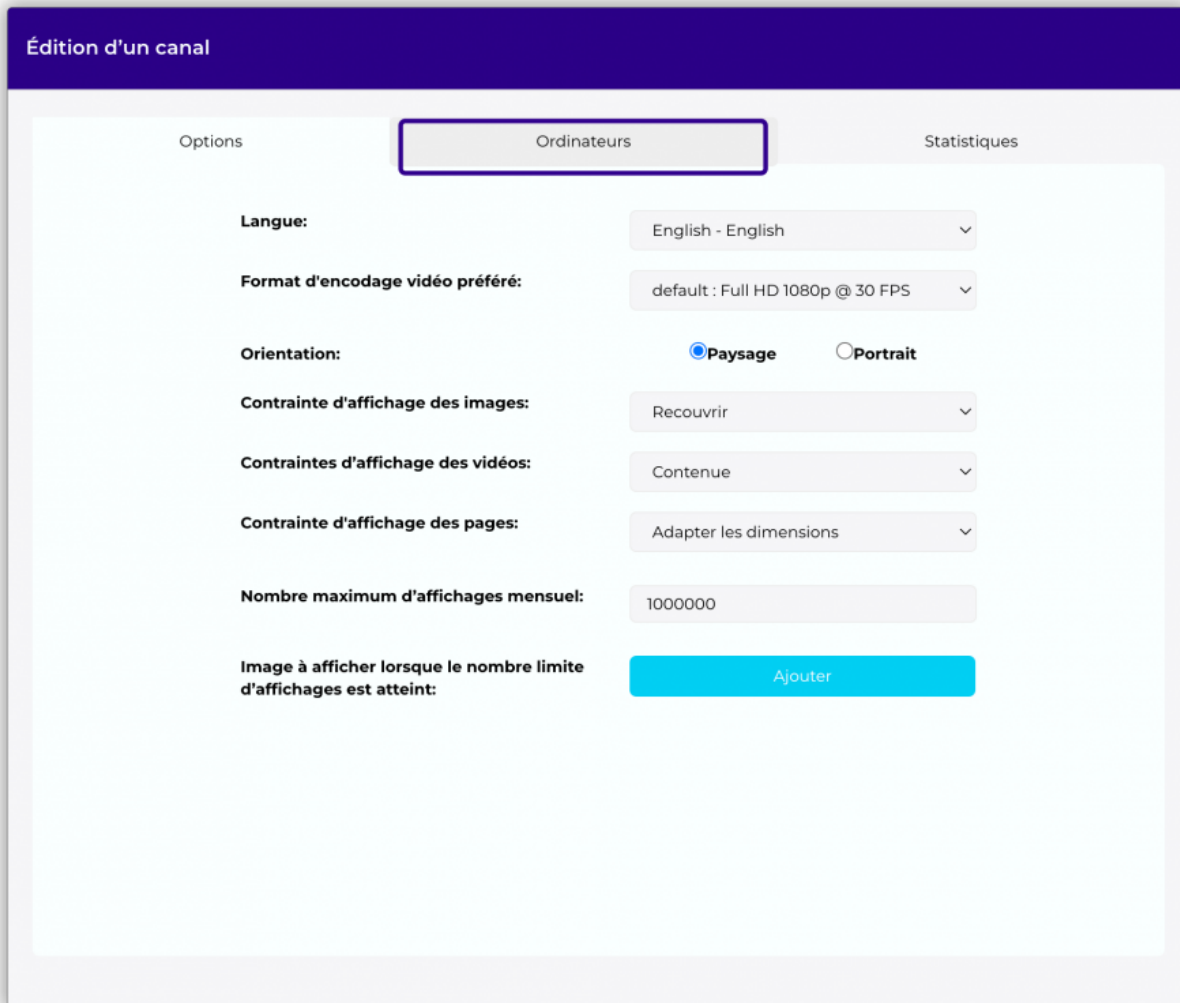 Édition d’un canal
Options
Ordinateurs
Statistiques
Langue:
English - English
Format d'encodage vidéo préféré:
default : Full HD 1080p @ 30 FPS
Orientation:
Paysage
Portrait
Contrainte d'affichage des images:
Recouvrir
Contraintes d’affichage des vidéos:
Contenue
Contrainte d'affichage des pages:
Adapter les dimensions
Nombre maximum d’affichages mensuel:
1000000
Image à afficher lorsque le nombre limite
d’affichages est atteint:
Ajouter